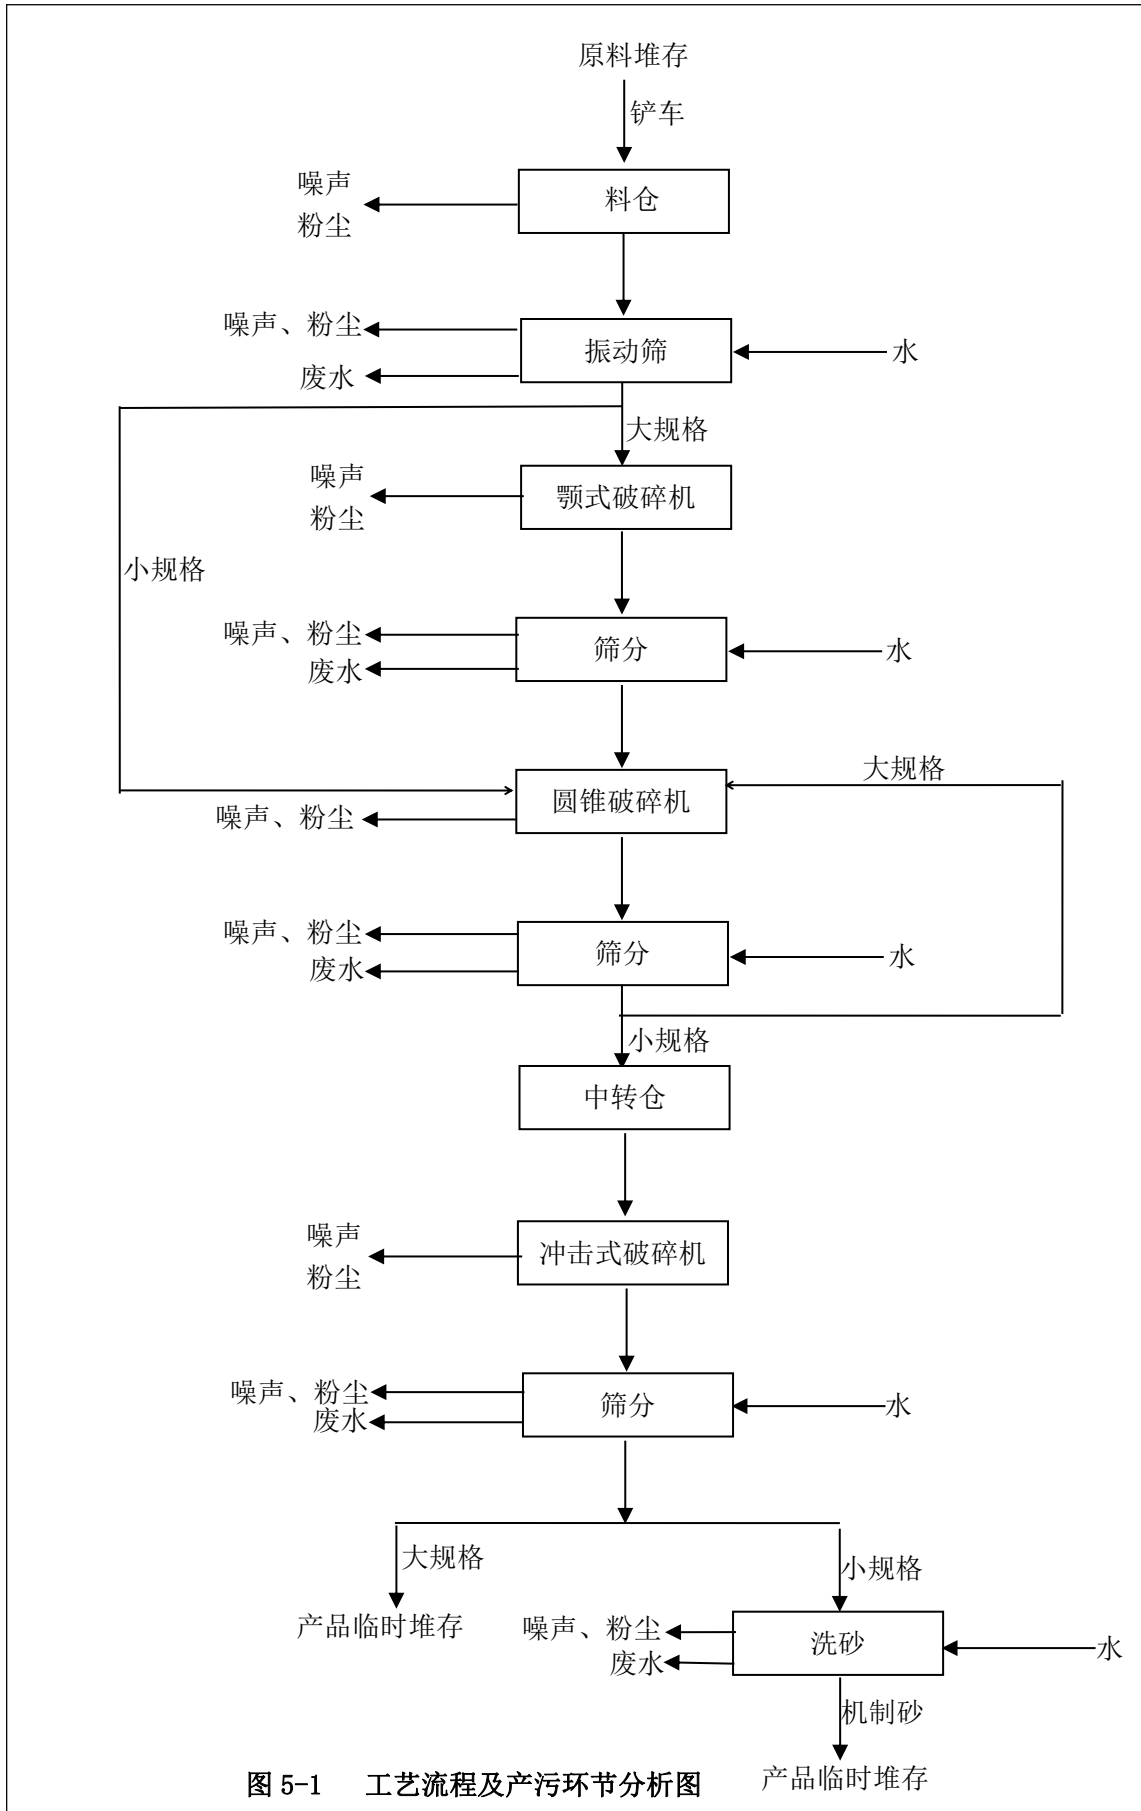 原料堆存
铲车
噪声
粉尘
料仓
噪声、粉尘
废水
振动筛
水
大规格
噪声
粉尘
颚式破碎机
小规格
噪声、粉尘
废水
筛分
水
大规格
圆锥破碎机
噪声、粉尘
噪声、粉尘
废水
筛分
水
小规格
中转仓
噪声
粉尘
冲击式破碎机
噪声、粉尘
废水
筛分
水
大规格
小规格
产品临时堆存
噪声、粉尘
废水
洗砂
水
机制砂
产品临时堆存
图 5-1 工艺流程及产污环节分析图